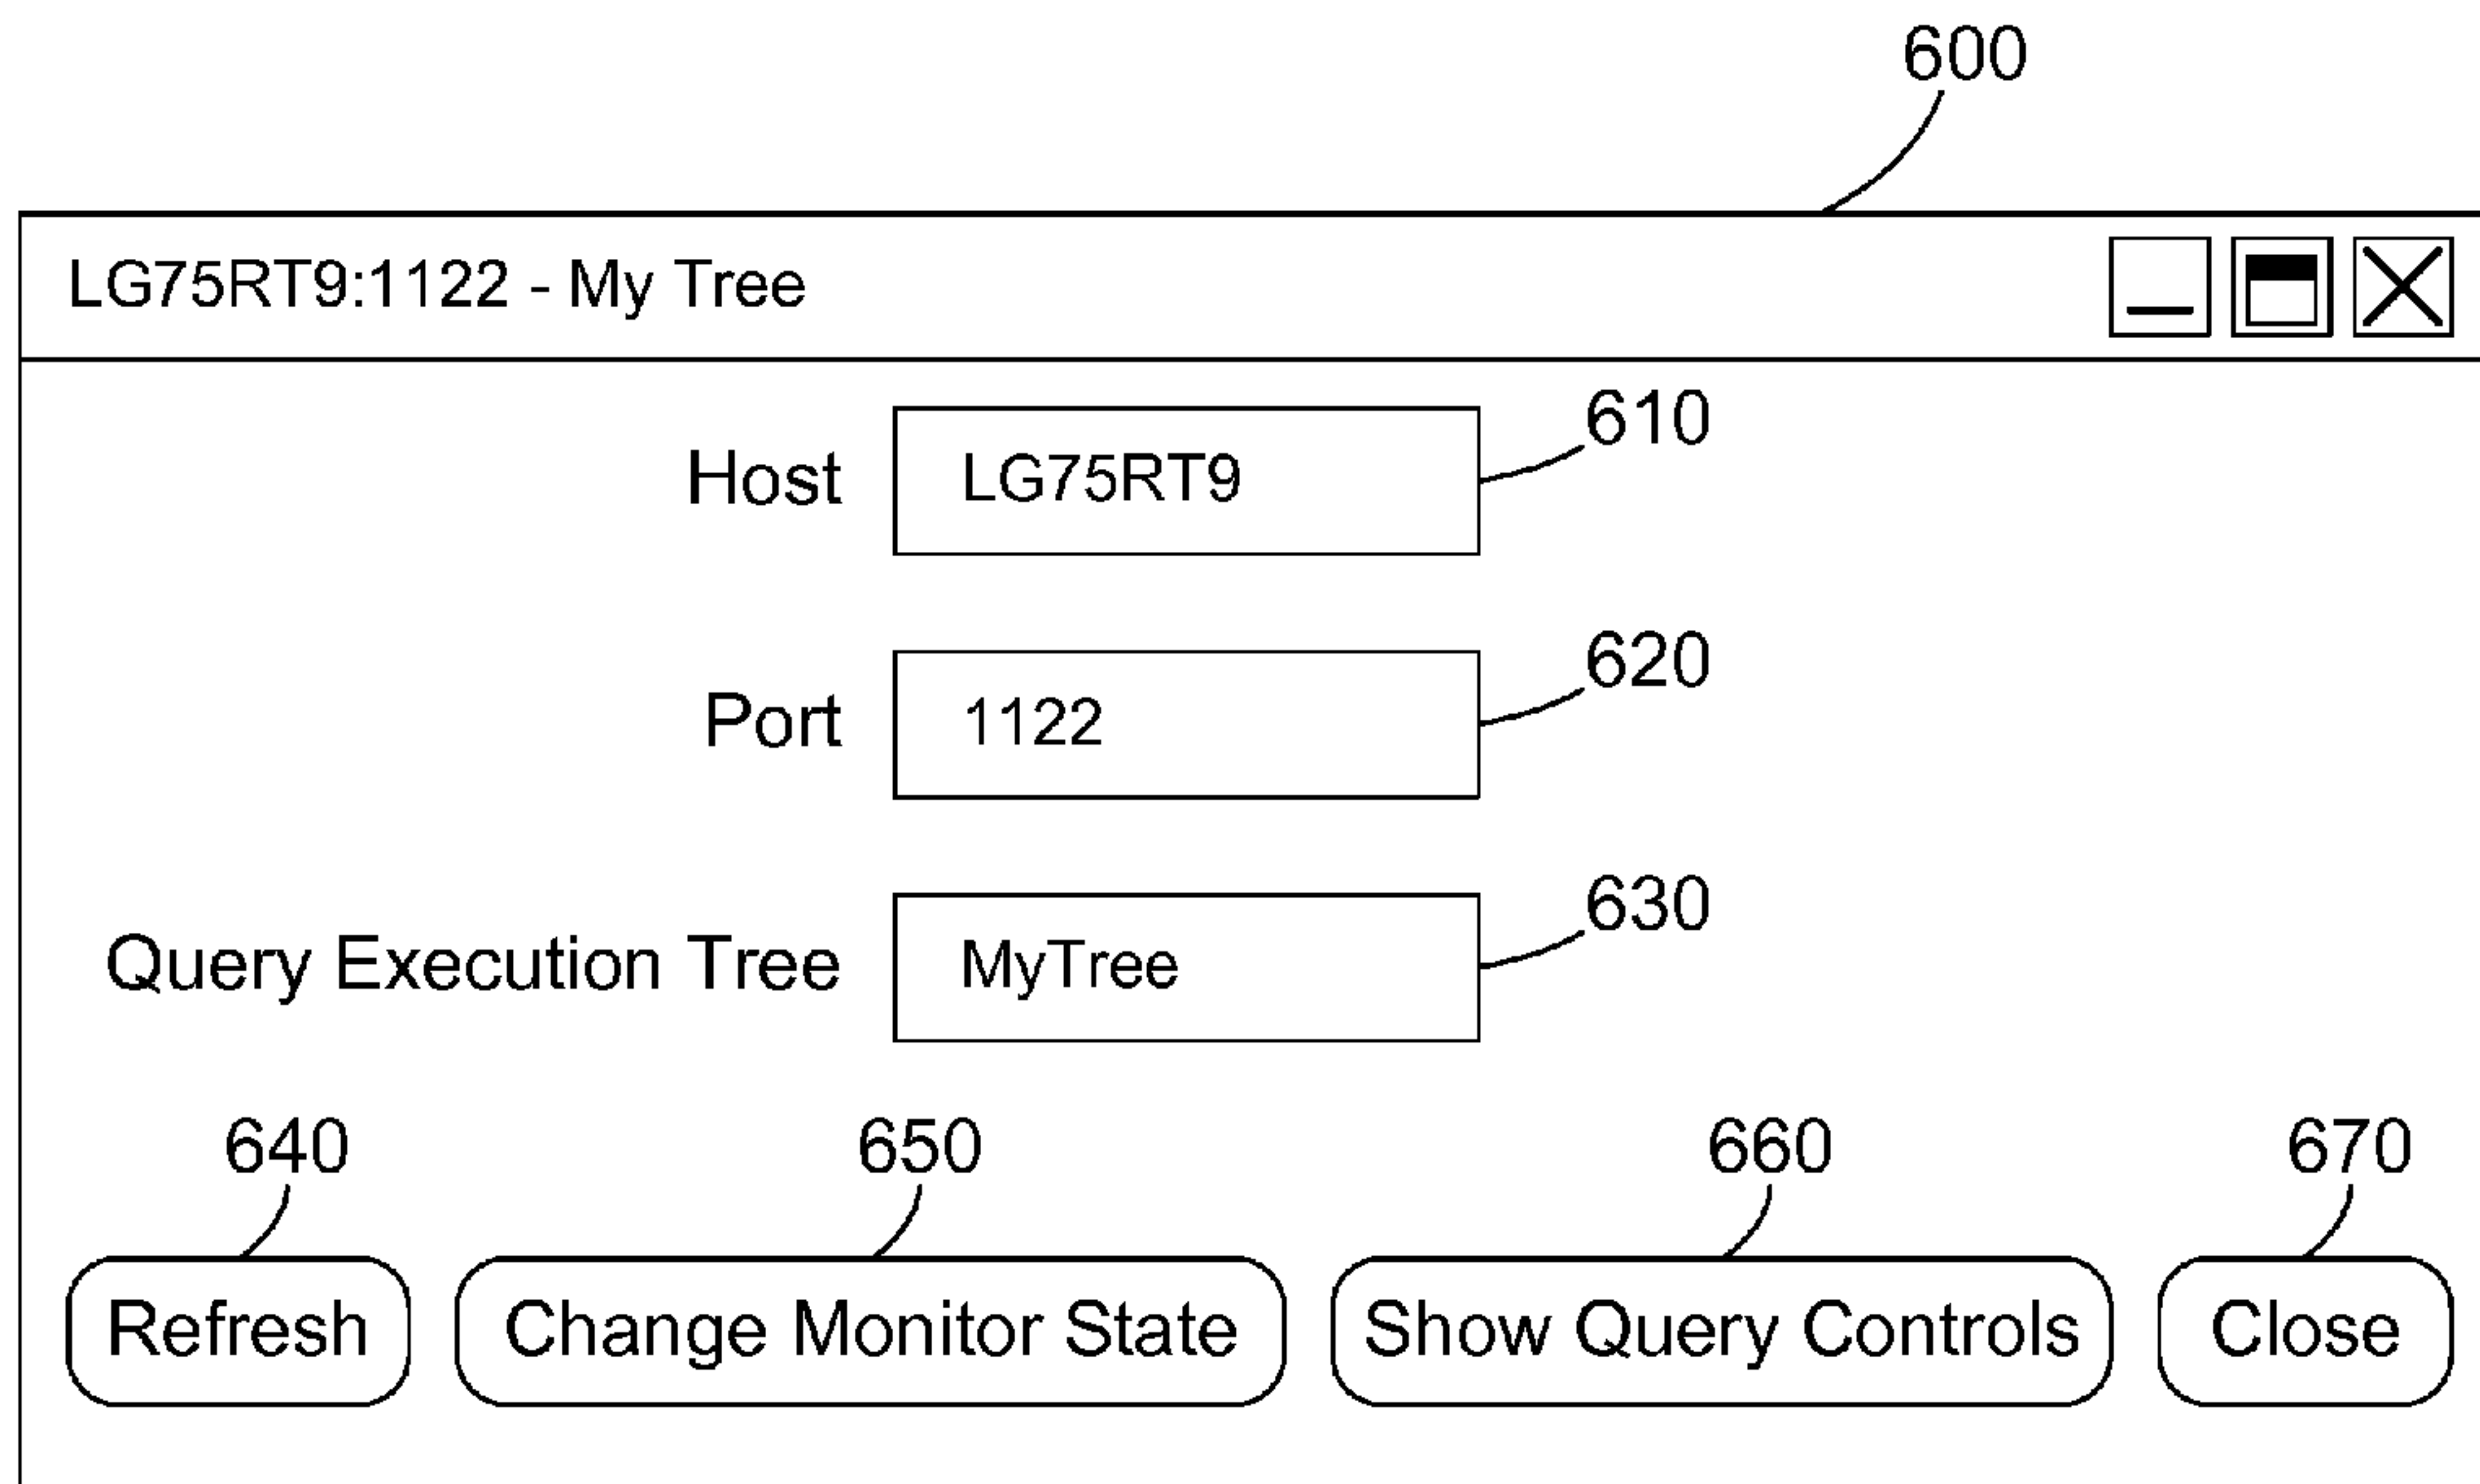 600
LG75RT9:1122 - My Tree
Host LG75RT9 610
Port 1122 620
Query Execution Tree MyTree 630
640 650 660 670
Refresh Change Monitor State Show Query Controls Close